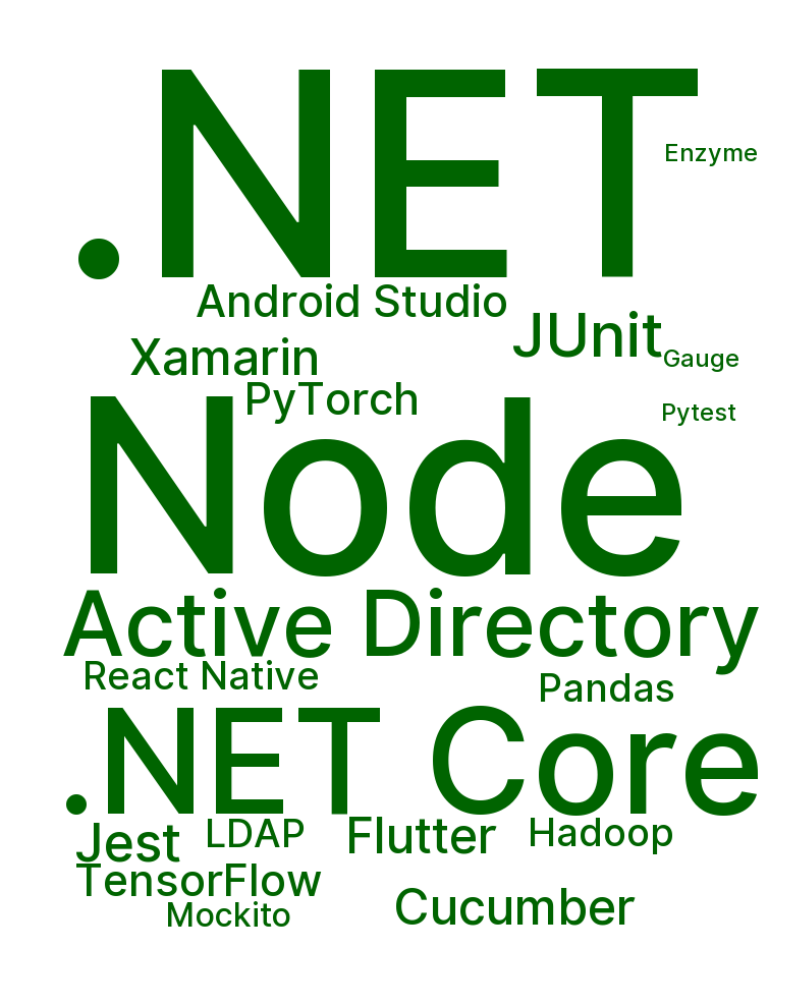 .NET
Enzyme
Android Studio
JUnit
Xamarin
Gauge
PyTorch
Pytest
Node
Active Directory
React Native
Pandas
.NET Core
Jest
LDAP
Flutter
Hadoop
TensorFlow
Mockito
Cucumber